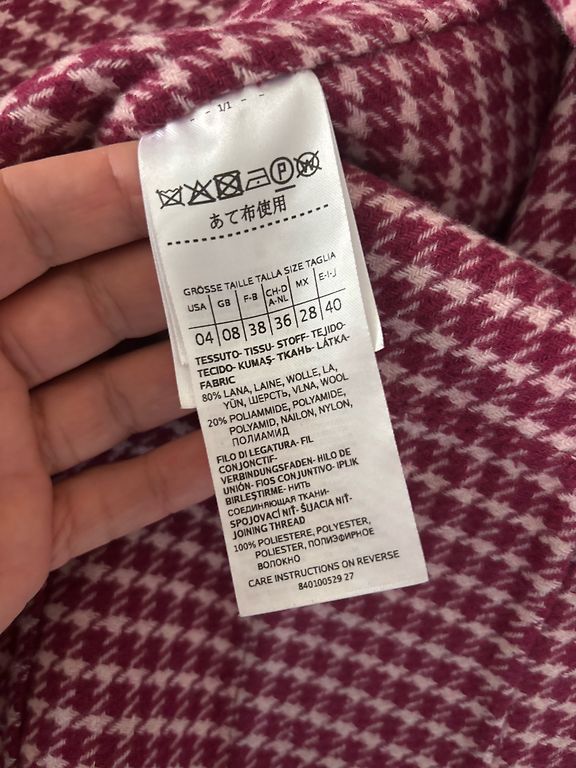 - - 1/1 - -
P W
あて布使用
GRÖSSE TAILLE TALLA SIZE TAGLIA
USA GB F-B CH-D A-NL MX E-I-J
04 08 38 36 28 40
TESSUTO- TISSU- STOFF- TEJIDO-
TECIDO- KUMAŞ- ТКАНЬ- LÁTKA-
FABRIC
80% LANA, LAINE, WOLLE, LA,
YÜN, ШЕРСТЬ, VLNA, WOOL
20% POLIAMMIDE, POLYAMIDE,
POLYAMID, NAILON, NYLON,
ПОЛИАМИД
FILO DI LEGATURA- FIL
CONJONCTIF-
VERBINDUNGSFADEN- HILO DE
UNIÓN- FIOS CONJUNTIVO- IPLIK
BIRLEŞTIRME- НИТЬ
СОЕДИНЯЮЩАЯ ТКАНИ-
SPOJOVACÍ NIŤ- ŠUACIA NIŤ-
JOINING THREAD
100% POLIESTERE, POLYESTER,
POLIESTER, ПОЛИЭФИРНОЕ
ВОЛОКНО
CARE INSTRUCTIONS ON REVERSE
840100529 27